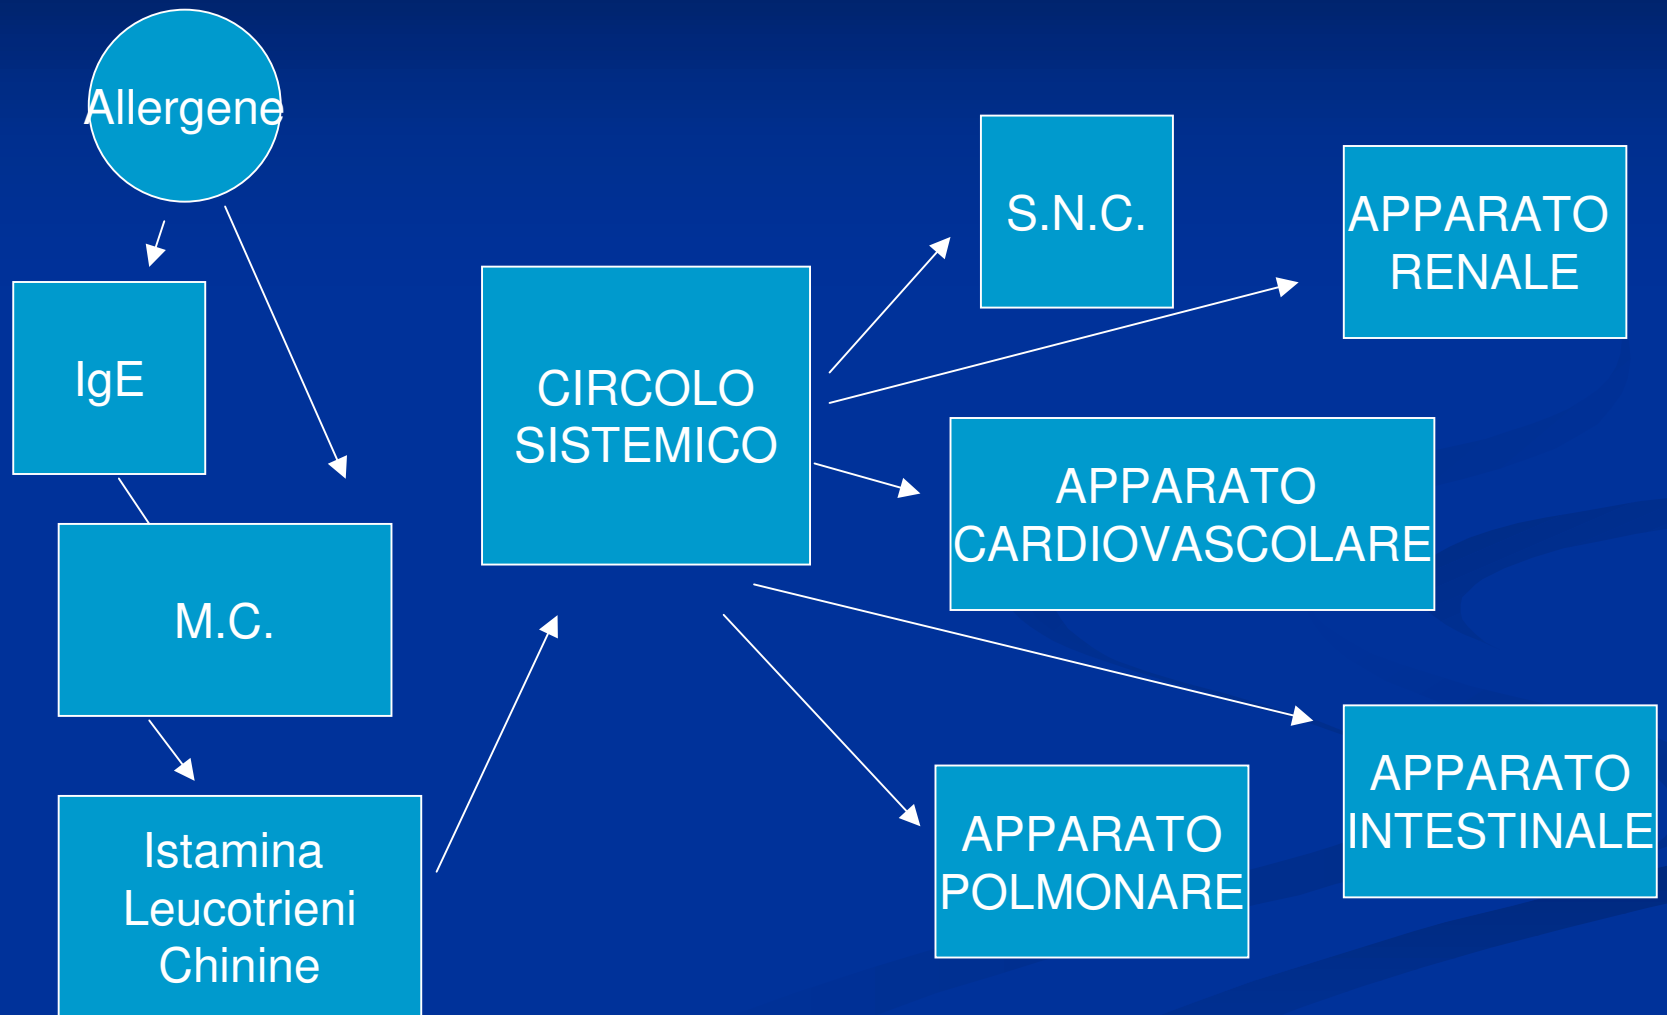 Allergene
IgE
M.C.
Istamina
Leucotrieni
Chinine
CIRCOLO
SISTEMICO
S.N.C.
APPARATO
RENALE
APPARATO
CARDIOVASCOLARE
APPARATO
POLMONARE
APPARATO
INTESTINALE